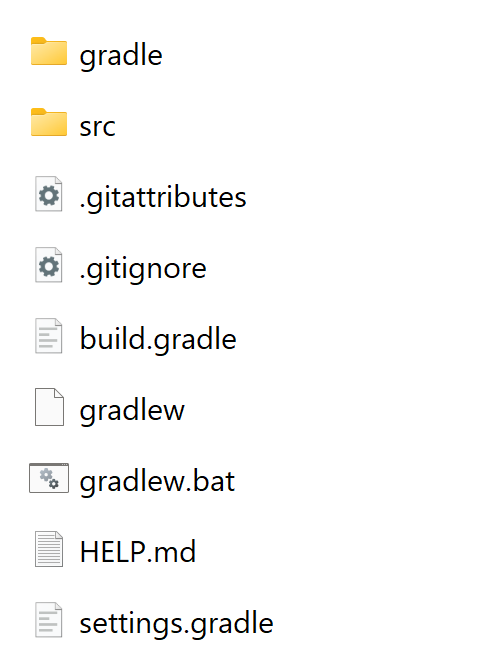 gradle
src
.gitattributes
.gitignore
build.gradle
gradlew
gradlew.bat
HELP.md
settings.gradle